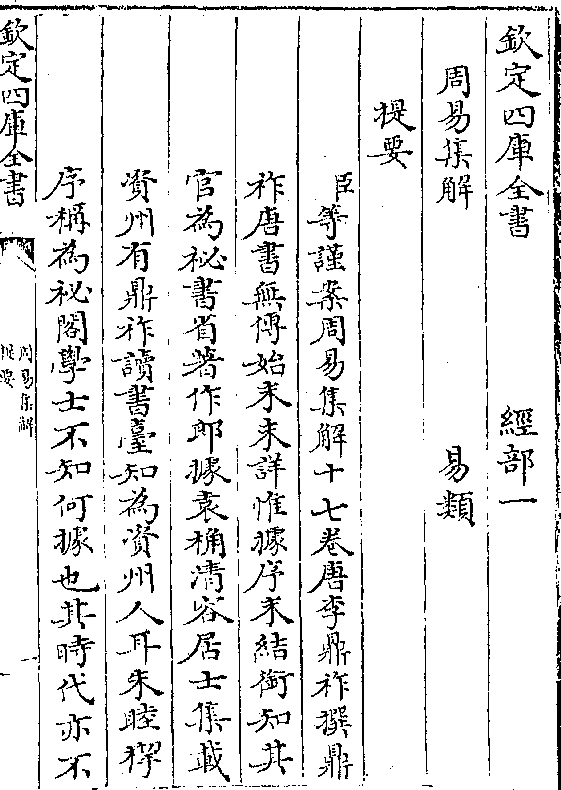 欽定四庫全書 經部一
周易集解 易類
提要
臣等謹案周易集解十七卷唐李鼎祚撰鼎
祚唐書無傳始末未詳惟據序末結銜知其
官為祕書省著作郎據袁桷清容居士集載
資州有鼎祚讀書臺知為資州人耳朱睦㮮
序稱為祕閣學士不知何據也其時代亦不
欽定四庫全書
周易集解
提要